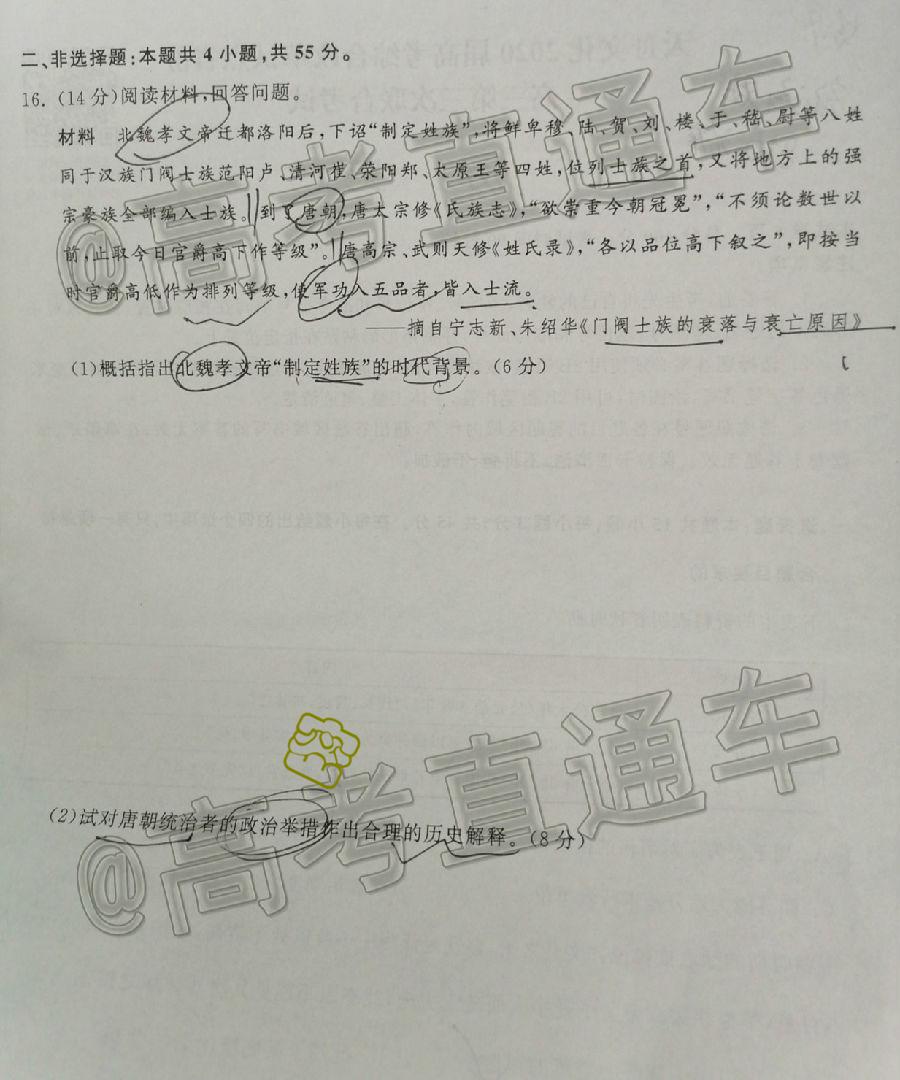 二、非选择题:本题共4小题,共55分。
16.(14分)阅读材料,回答问题。
材料 北魏孝文帝迁都洛阳后,下诏“制定姓族”,将鲜卑穆、陆、贺、刘、楼、于、嵇、尉等八姓
同于汉族门阀士族范阳卢、清河崔、荥阳郑、太原王等四姓,位列士族之首,又将地方上的强
宗豪族全部编入士族。到了唐朝,唐太宗修《氏族志》,“欲崇重今朝冠冕”,“不须论数世以
前,止取今日官爵高下作等级”。唐高宗、武则天修《姓氏录》,“各以品位高下叙之”,即按当
时官爵高低作为排列等级,使军功入五品者,皆入士流。
——摘自宁志新、朱绍华《门阀士族的衰落与衰亡原因》
(1)概括指出北魏孝文帝“制定姓族”的时代背景。(6分)
(2)试对唐朝统治者的政治举措作出合理的历史解释。(8分)
@高考直通车
@高考直通车